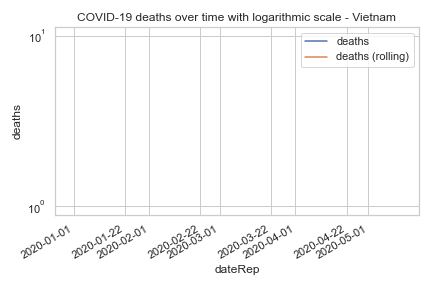 COVID-19 deaths over time with logarithmic scale - Vietnam
deaths
deaths (rolling)
10¹
10⁰
deaths
2020-01-01
2020-01-22
2020-02-01
2020-02-22
2020-03-01
2020-03-22
2020-04-01
2020-04-22
2020-05-01
dateRep